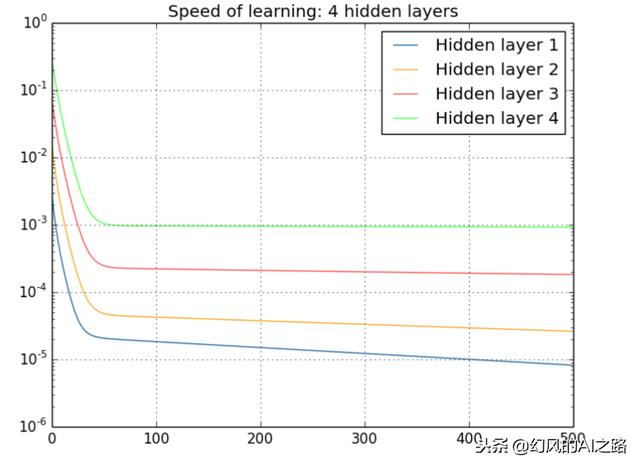 Speed of learning: 4 hidden layers
Hidden layer 1
Hidden layer 2
Hidden layer 3
Hidden layer 4
10⁰
10⁻¹
10⁻²
10⁻³
10⁻⁴
10⁻⁵
10⁻⁶
0 100 200 300 400 500
头条 @幻风的AI之路